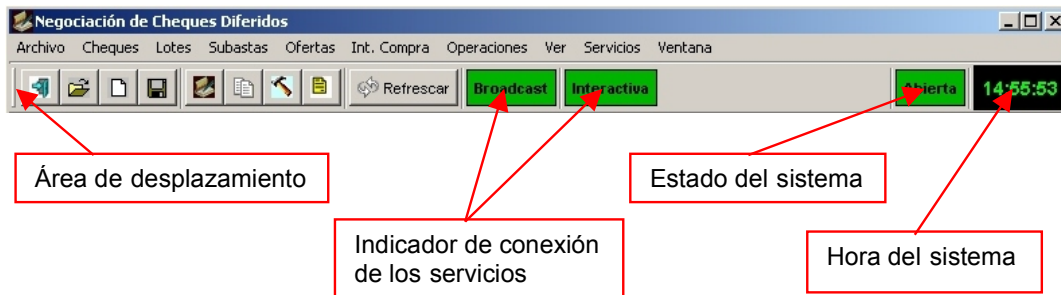 Negociación de Cheques Diferidos
Archivo Cheques Lotes Subastas Ofertas Int. Compra Operaciones Ver Servicios Ventana
Refrescar Broadcast Interactiva Abierta 14:55:53
Área de desplazamiento
Estado del sistema
Indicador de conexión
de los servicios
Hora del sistema